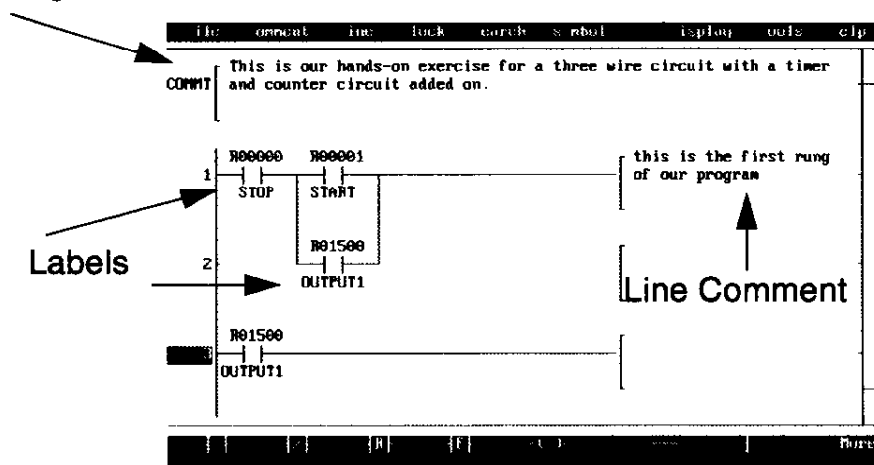 COMMT
This is our hands-on exercise for a three wire circuit with a timer
and counter circuit added on.
R00000 R00001
1
STOP START
this is the first rung
of our program
Labels
R01500
2
OUTPUT1
Line Comment
R01500
OUTPUT1
More